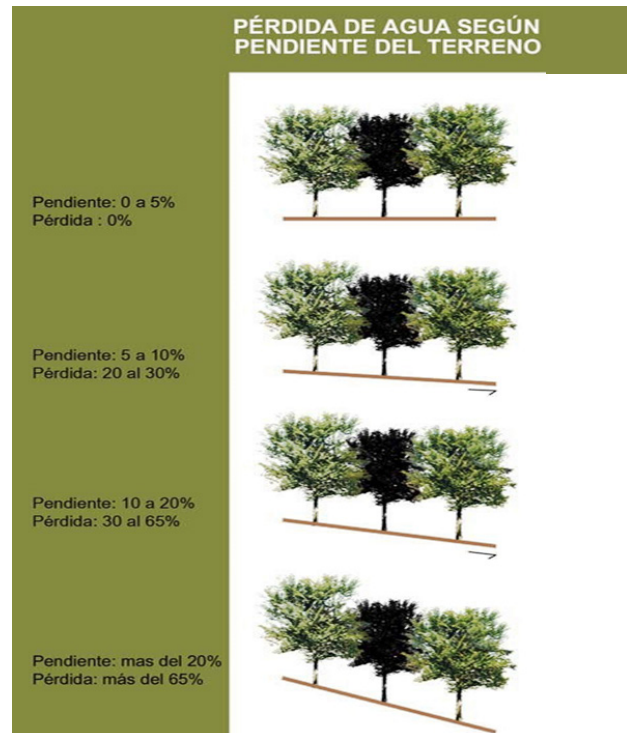 PÉRDIDA DE AGUA SEGÚN
PENDIENTE DEL TERRENO
Pendiente: 0 a 5%
Pérdida : 0%
Pendiente: 5 a 10%
Pérdida: 20 al 30%
Pendiente: 10 a 20%
Pérdida: 30 al 65%
Pendiente: mas del 20%
Pérdida: más del 65%